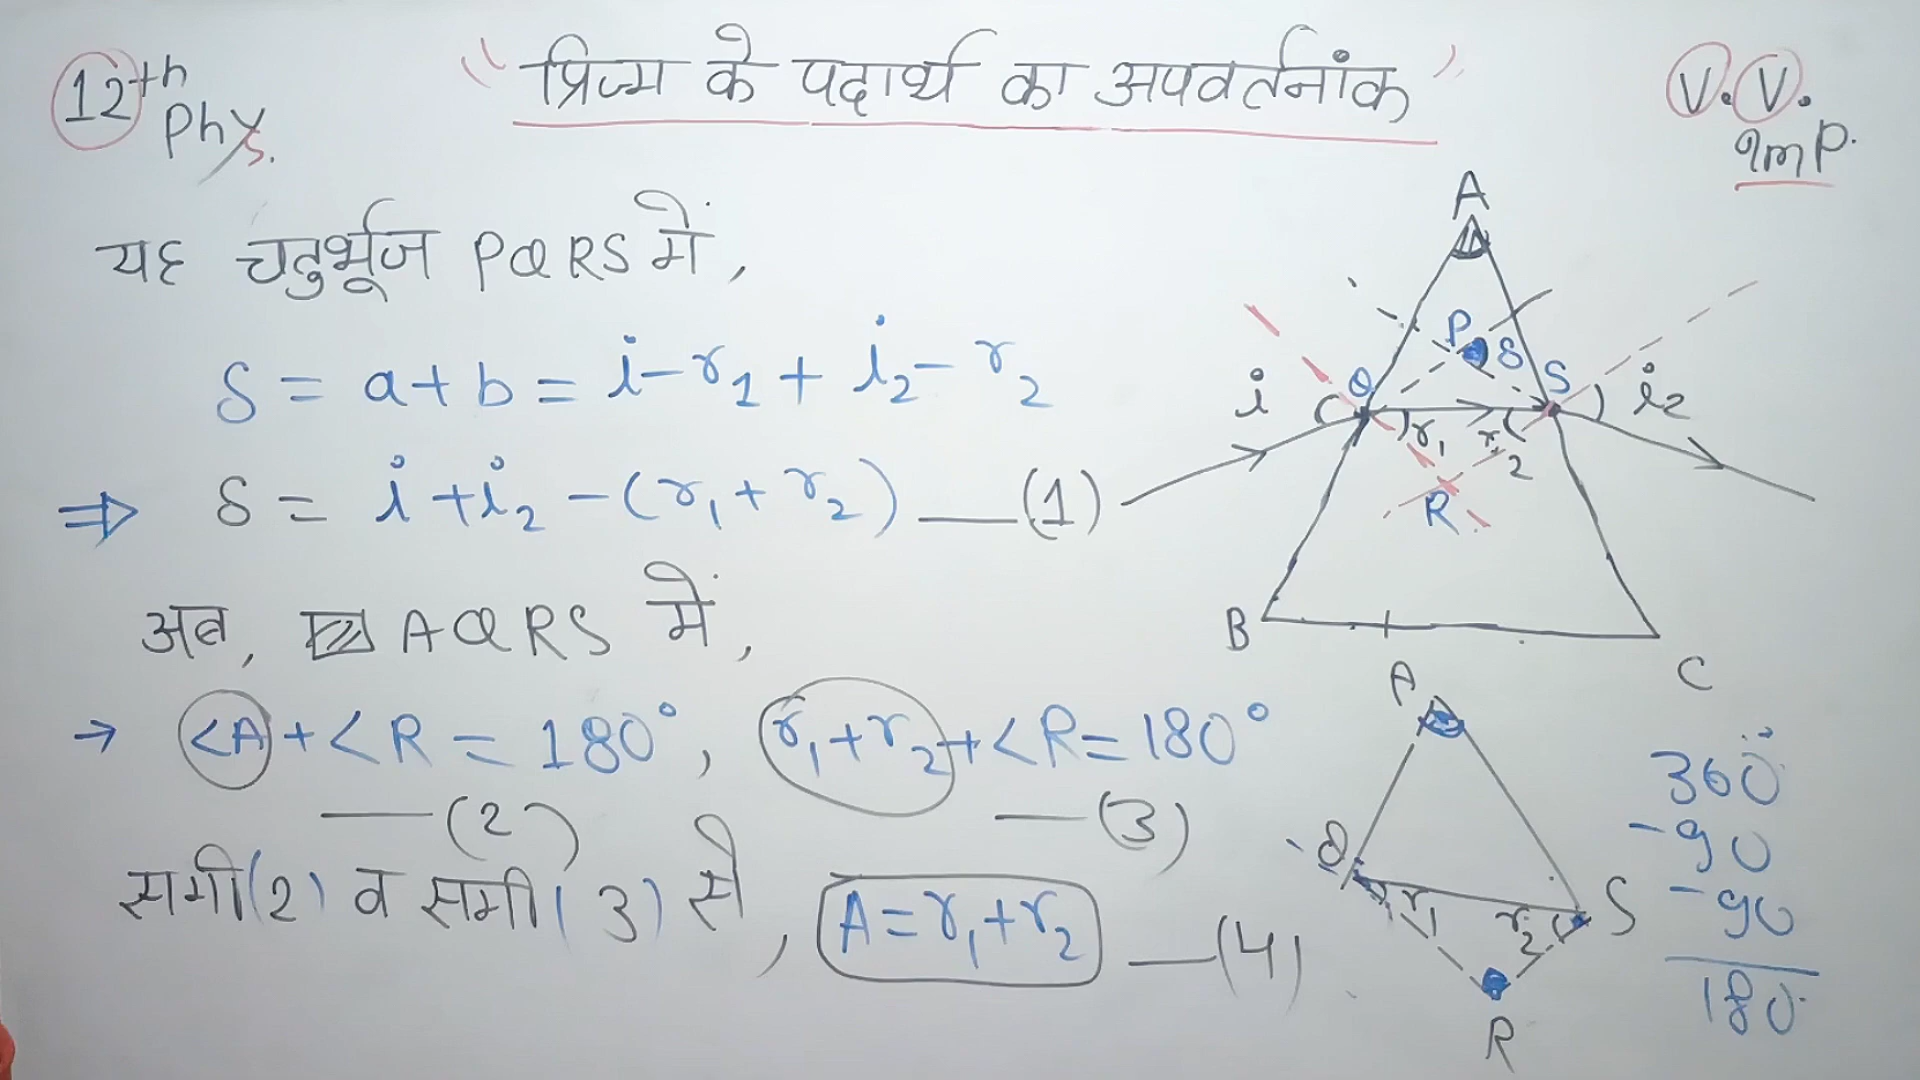 12th Phys.
"प्रिज्म के पदार्थ का अपवर्तनांक"
V.V. Imp.
यह चतुर्भूज PQRS में,
δ = a+b = i-r1 + i2-r2
⇒ δ = i+i2-(r1+r2) —(1)
अब, AQRS में,
→ <A + <R = 180°, r1+r2+<R=180°
—(2) —(3)
समी(2) व समी(3) से, A=r1+r2 —(4)
A
P δ
i Q S i2
r1 r2
R
B C
A
Q S
r1 r2
R
360°
-90
-90
180